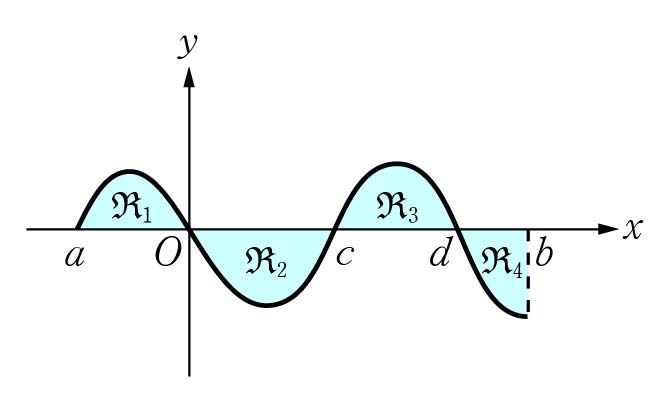 y
ℜ1 ℜ3
x
a O c d b
ℜ2 ℜ4